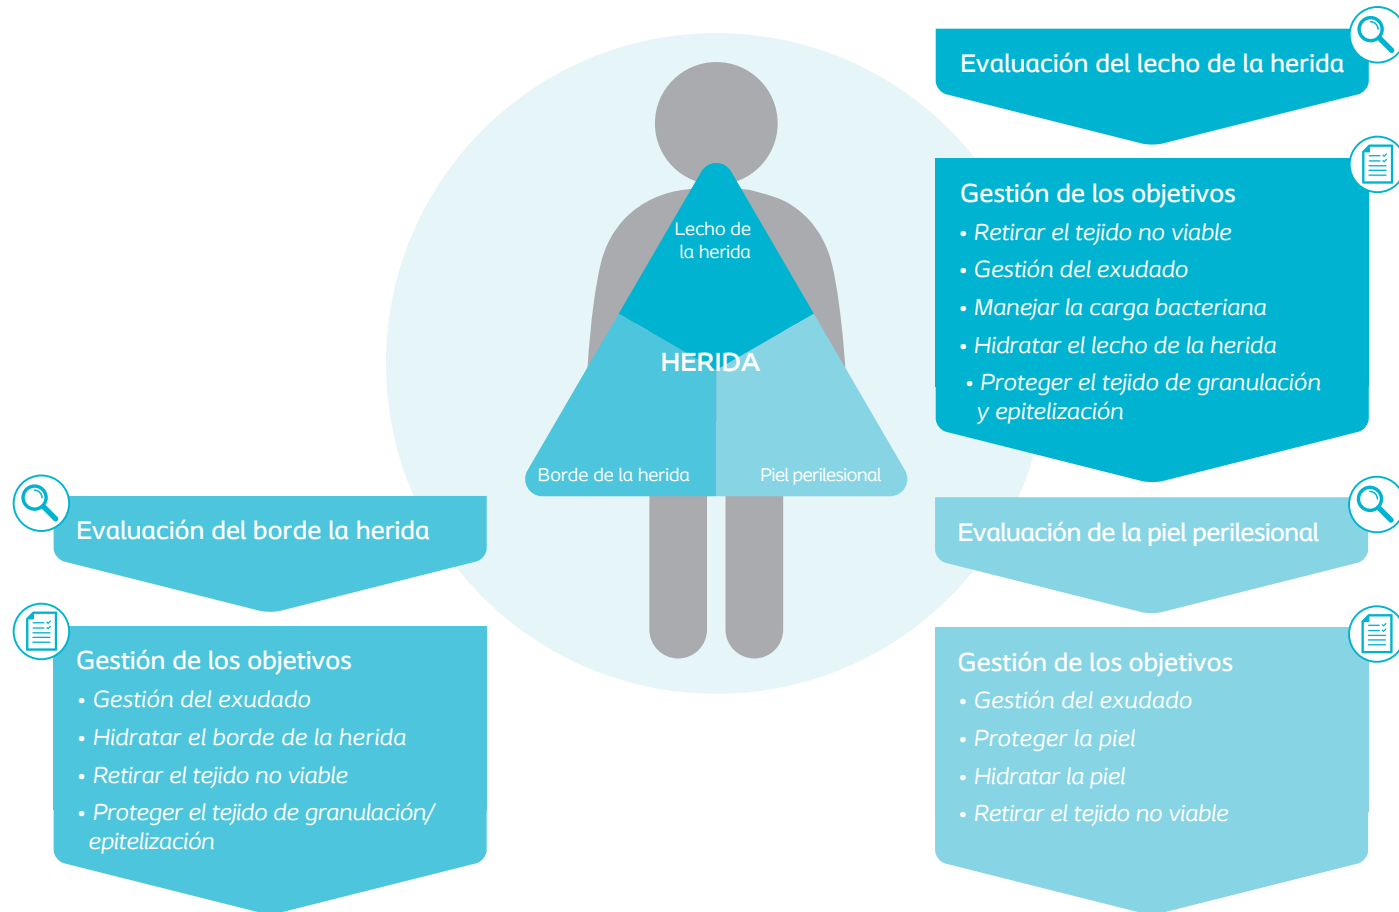 Evaluación del lecho de la herida
Gestión de los objetivos
• Retirar el tejido no viable
• Gestión del exudado
• Manejar la carga bacteriana
• Hidratar el lecho de la herida
• Proteger el tejido de granulación
y epitelización
Lecho de
la herida
HERIDA
Borde de la herida
Piel perilesional
Evaluación del borde la herida
Gestión de los objetivos
• Gestión del exudado
• Hidratar el borde de la herida
• Retirar el tejido no viable
• Proteger el tejido de granulación/
epitelización
Evaluación de la piel perilesional
Gestión de los objetivos
• Gestión del exudado
• Proteger la piel
• Hidratar la piel
• Retirar el tejido no viable